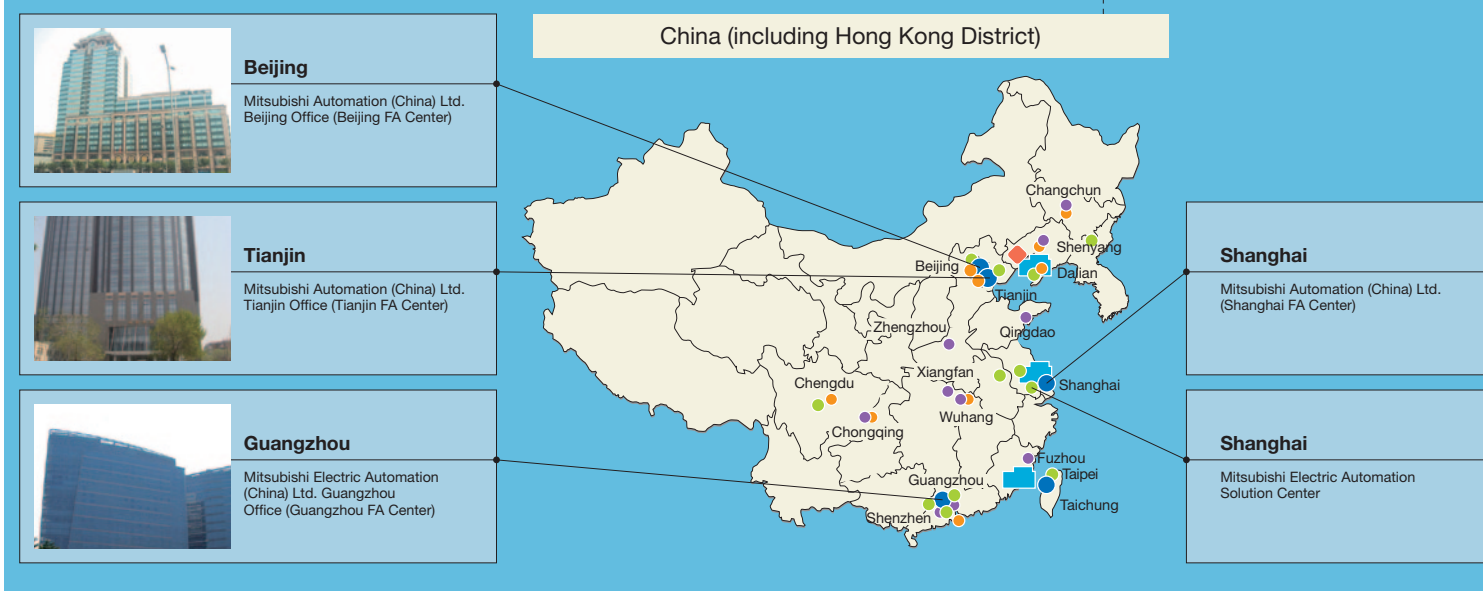 China (including Hong Kong District)
Beijing
Mitsubishi Automation (China) Ltd.
Beijing Office (Beijing FA Center)
Tianjin
Mitsubishi Automation (China) Ltd.
Tianjin Office (Tianjin FA Center)
Guangzhou
Mitsubishi Electric Automation
(China) Ltd. Guangzhou
Office (Guangzhou FA Center)
Changchun
Shenyang
Beijing
Dalian
Tianjin
Qingdao
Zhengzhou
Xiangfan
Chengdu
Shanghai
Wuhang
Chongqing
Fuzhou
Taipei
Guangzhou
Taichung
Shenzhen
Shanghai
Mitsubishi Automation (China) Ltd.
(Shanghai FA Center)
Shanghai
Mitsubishi Electric Automation
Solution Center